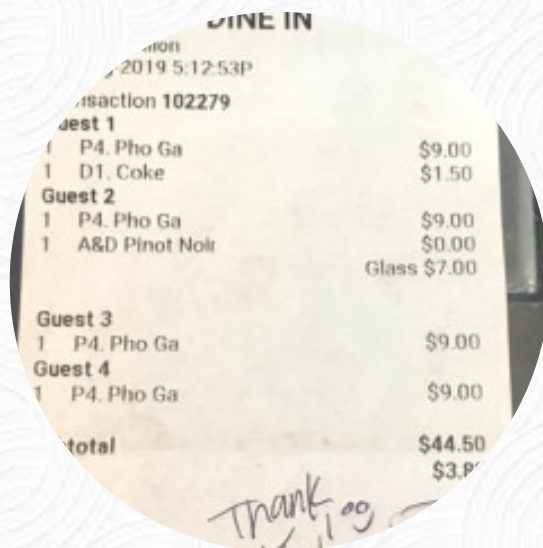 DINE IN
-2019 5:12:53P
Transaction 102279
Guest 1
1 P4. Pho Ga $9.00
1 D1. Coke $1.50
Guest 2
1 P4. Pho Ga $9.00
1 A&D Pinot Noir $0.00
Glass $7.00
Guest 3
1 P4. Pho Ga $9.00
Guest 4
1 P4. Pho Ga $9.00
total $44.50
$3.8
Thank